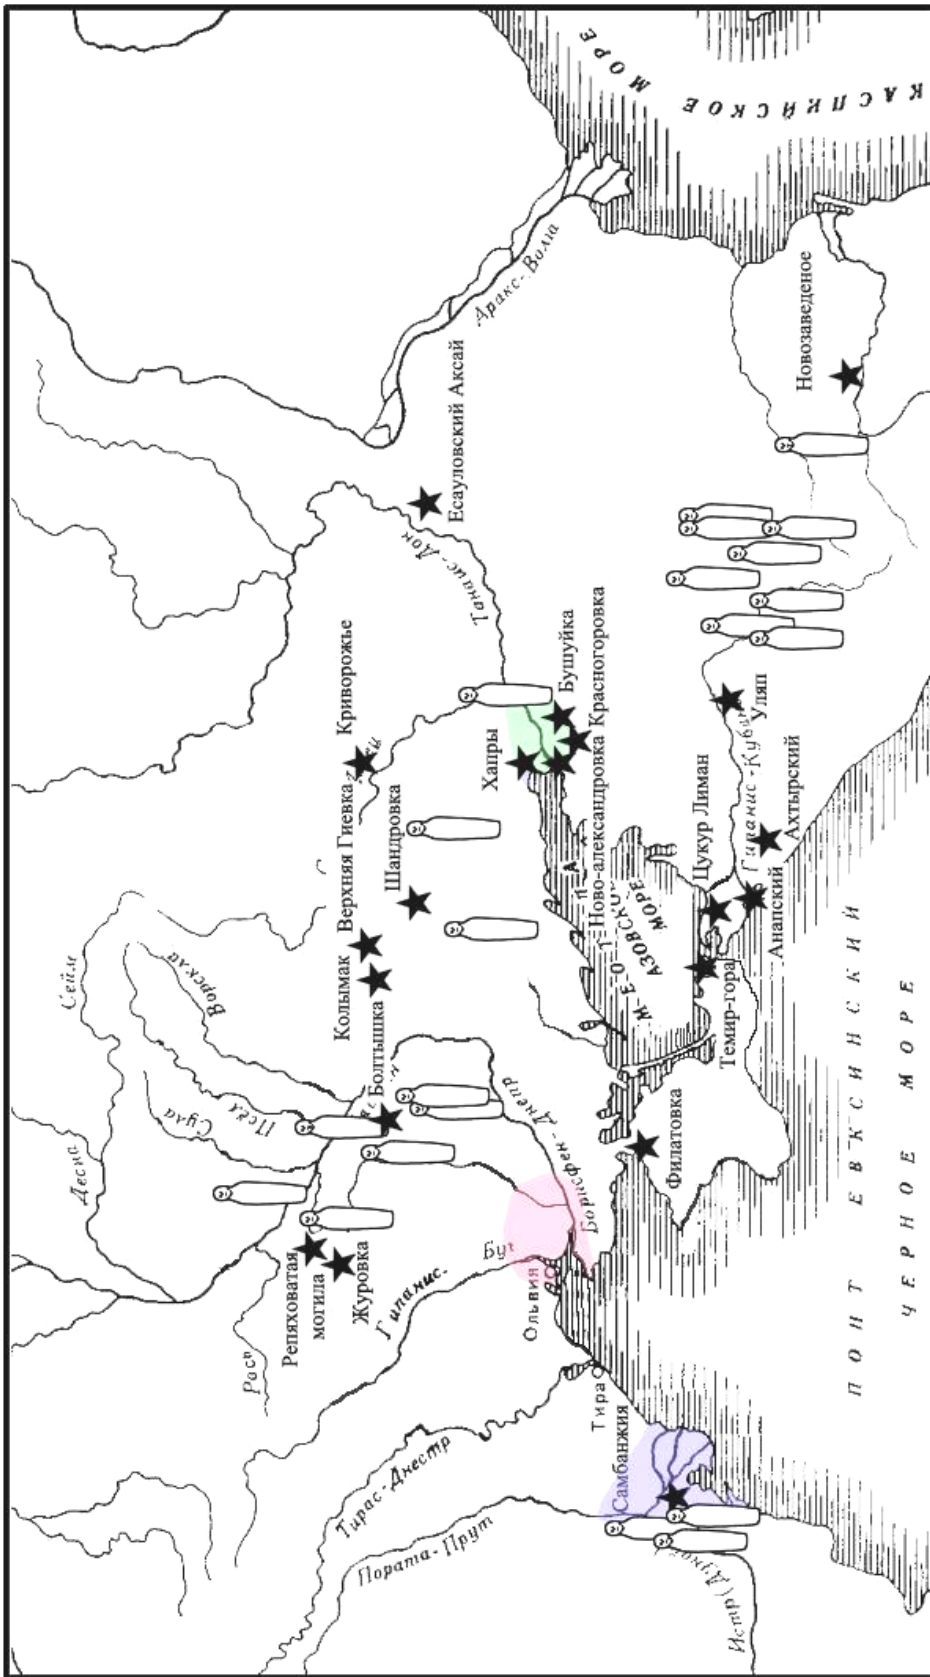 КАСПИЙСКОЕ
МОРЕ
Аракс-Волга
Новозаведеное
Есауловский Аксай
Танаис-Дон
Криворожье
Верхняя Гиевка
Шандровка
Колымак
Болтышка
Хапры
Бушуйка
Красногоровка
Ново-александровка
Уляп
Гипанис-Кубань
Цукур Лиман
Ахтырский
Анапский
Темир-гора
МЕОТ
АЗОВСКОЕ
МОРЕ
Филатовка
Сейм
Ворскла
Псёл
Сула
Десна
Борисфен-Днепр
Репяховатая
могила
Журовка
Рось
Гипанис-
Буг
Ольвия
Тира
Тирас-Днестр
Пората-Прут
Самбанжия
Истр (Дунай)
ПОНТ ЕВКСИНСКИЙ
ЧЕРНОЕ МОРЕ